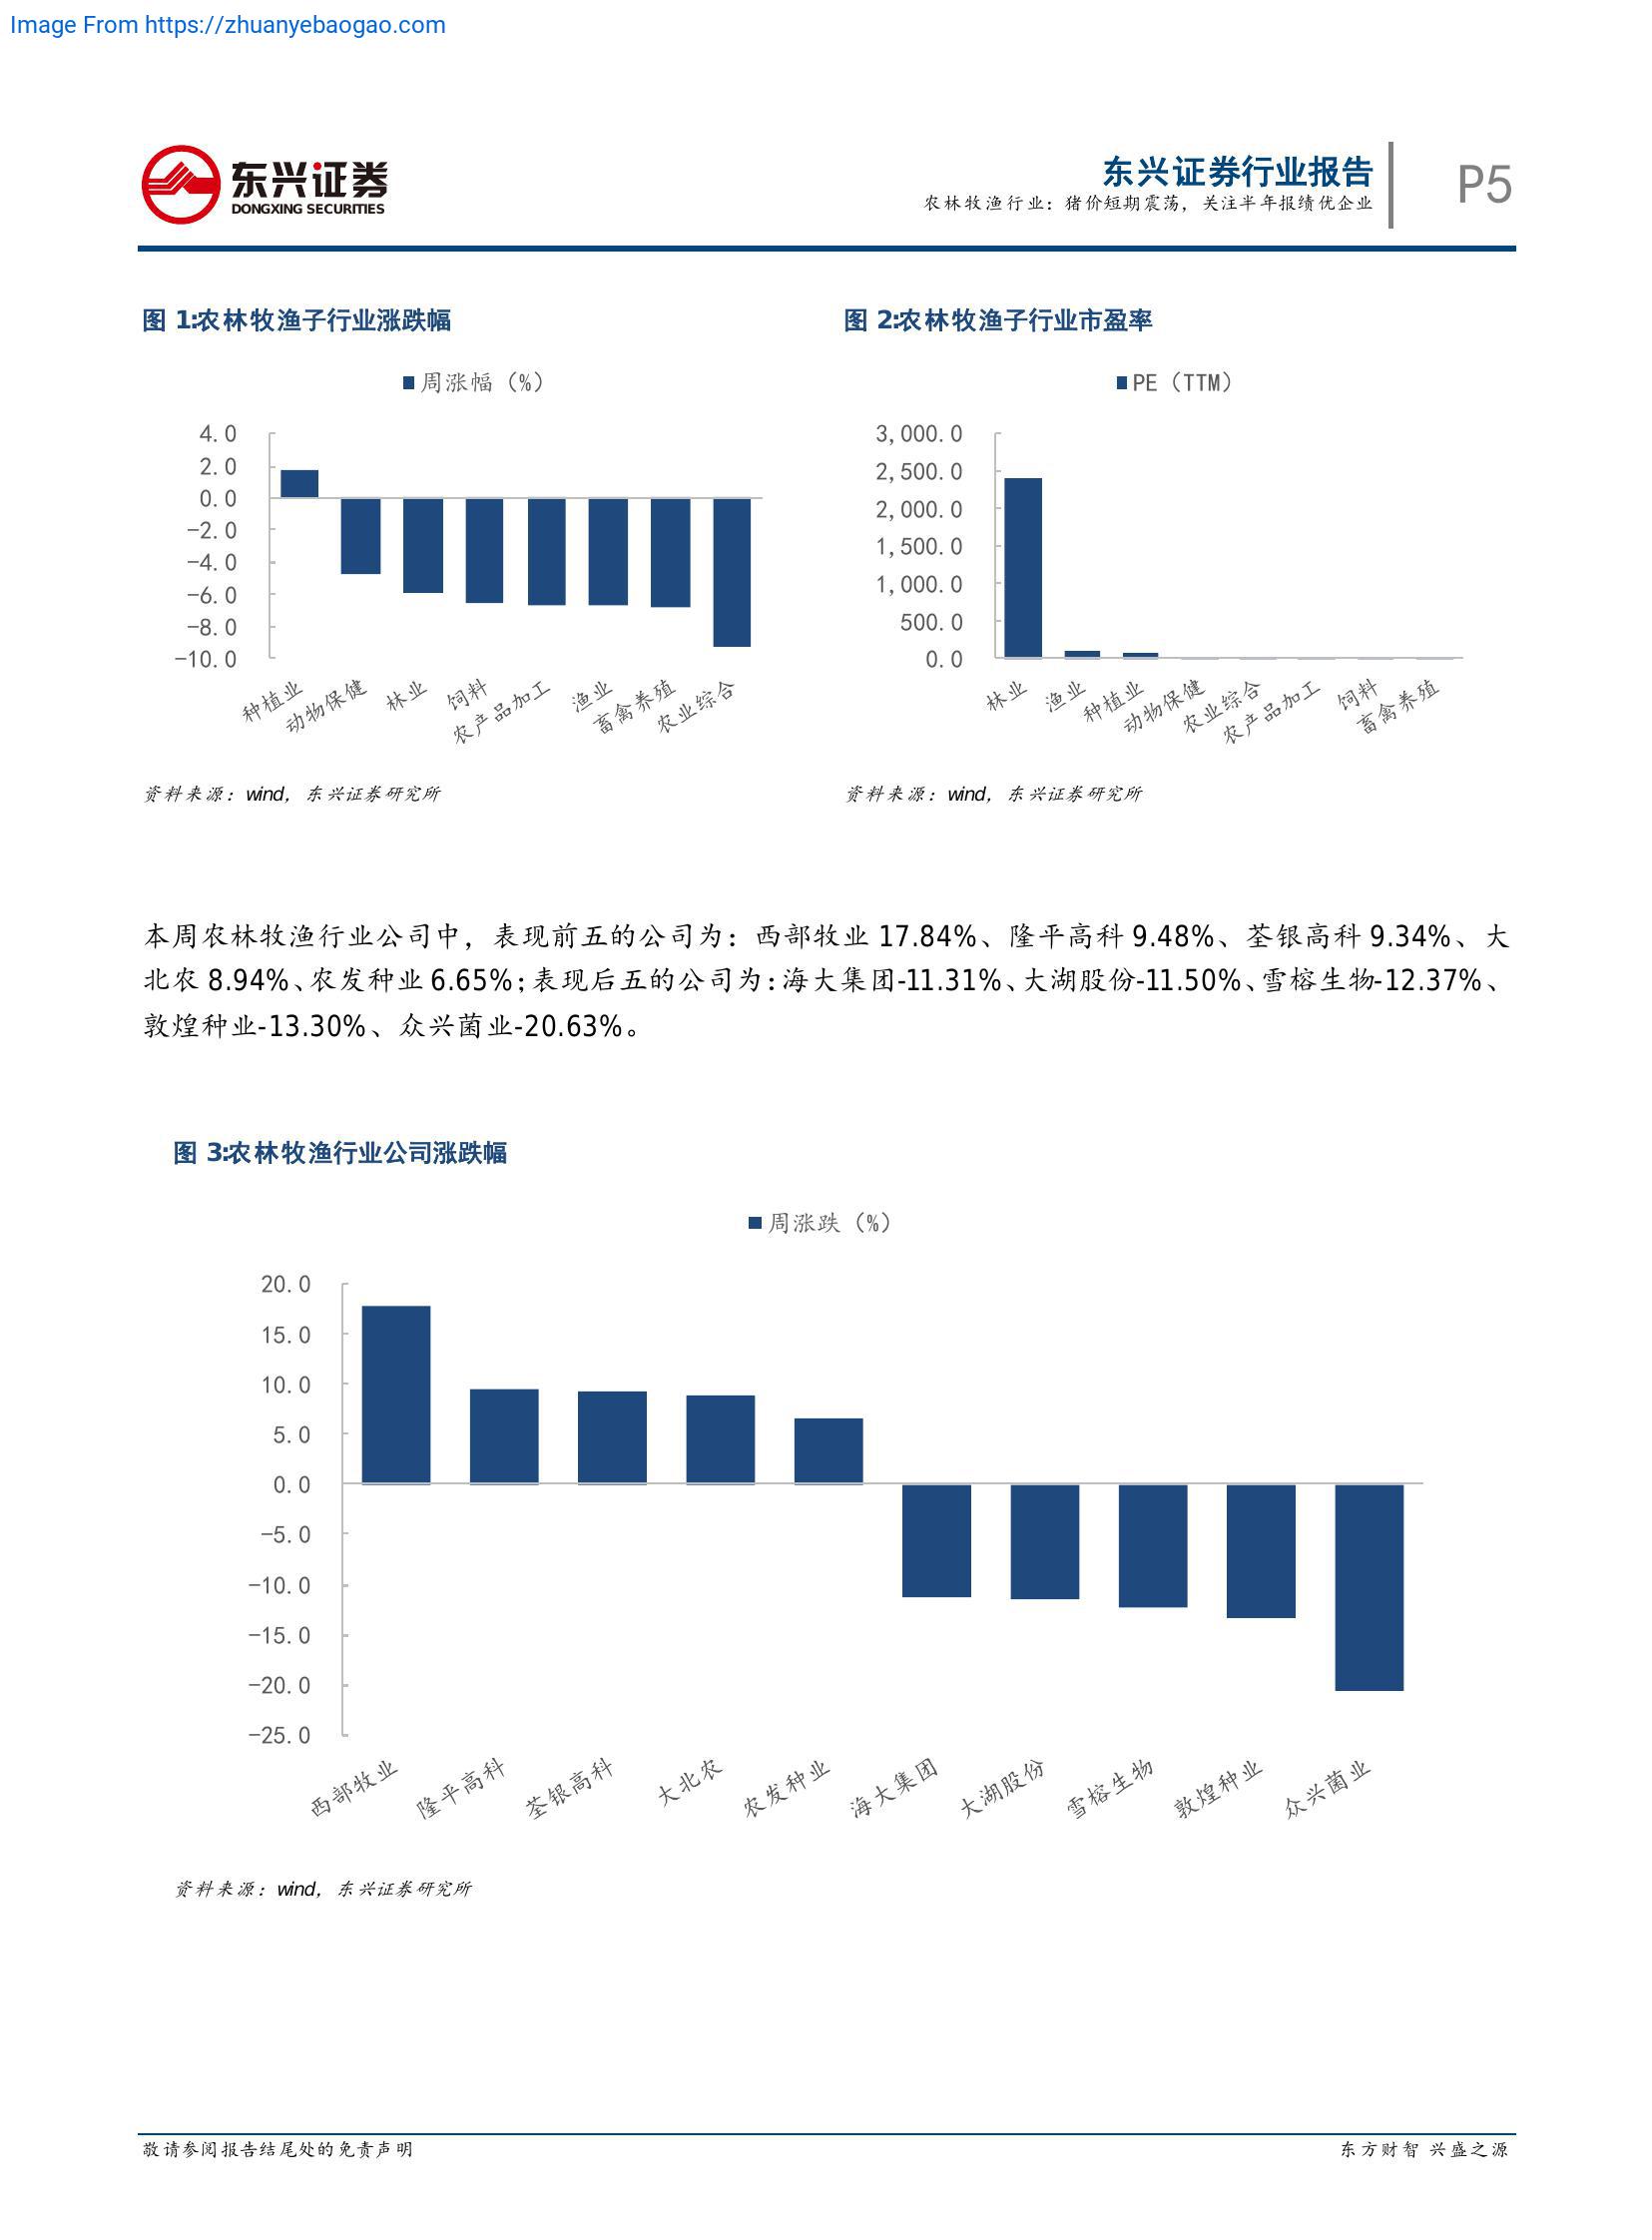 Image From https://zhuanyebaogao.com
东兴证券
DONGXING SECURITIES
东兴证券行业报告
农林牧渔行业：猪价短期震荡，关注半年报绩优企业
P5
图 1:农林牧渔子行业涨跌幅
周涨幅（%）
4.0
2.0
0.0
-2.0
-4.0
-6.0
-8.0
-10.0
种植业
动物保健
林业
饲料
农产品加工
渔业
畜禽养殖
农业综合
资料来源：wind，东兴证券研究所
图 2:农林牧渔子行业市盈率
PE（TTM）
3,000.0
2,500.0
2,000.0
1,500.0
1,000.0
500.0
0.0
林业
渔业
种植业
动物保健
农业综合
农产品加工
饲料
畜禽养殖
资料来源：wind，东兴证券研究所
本周农林牧渔行业公司中，表现前五的公司为：西部牧业 17.84%、隆平高科 9.48%、荃银高科 9.34%、大
北农 8.94%、农发种业 6.65%；表现后五的公司为：海大集团-11.31%、大湖股份-11.50%、雪榕生物-12.37%、
敦煌种业-13.30%、众兴菌业-20.63%。
图 3:农林牧渔行业公司涨跌幅
周涨跌（%）
20.0
15.0
10.0
5.0
0.0
-5.0
-10.0
-15.0
-20.0
-25.0
西部牧业
隆平高科
荃银高科
大北农
农发种业
海大集团
大湖股份
雪榕生物
敦煌种业
众兴菌业
资料来源：wind，东兴证券研究所
敬请参阅报告结尾处的免责声明
东方财智 兴盛之源